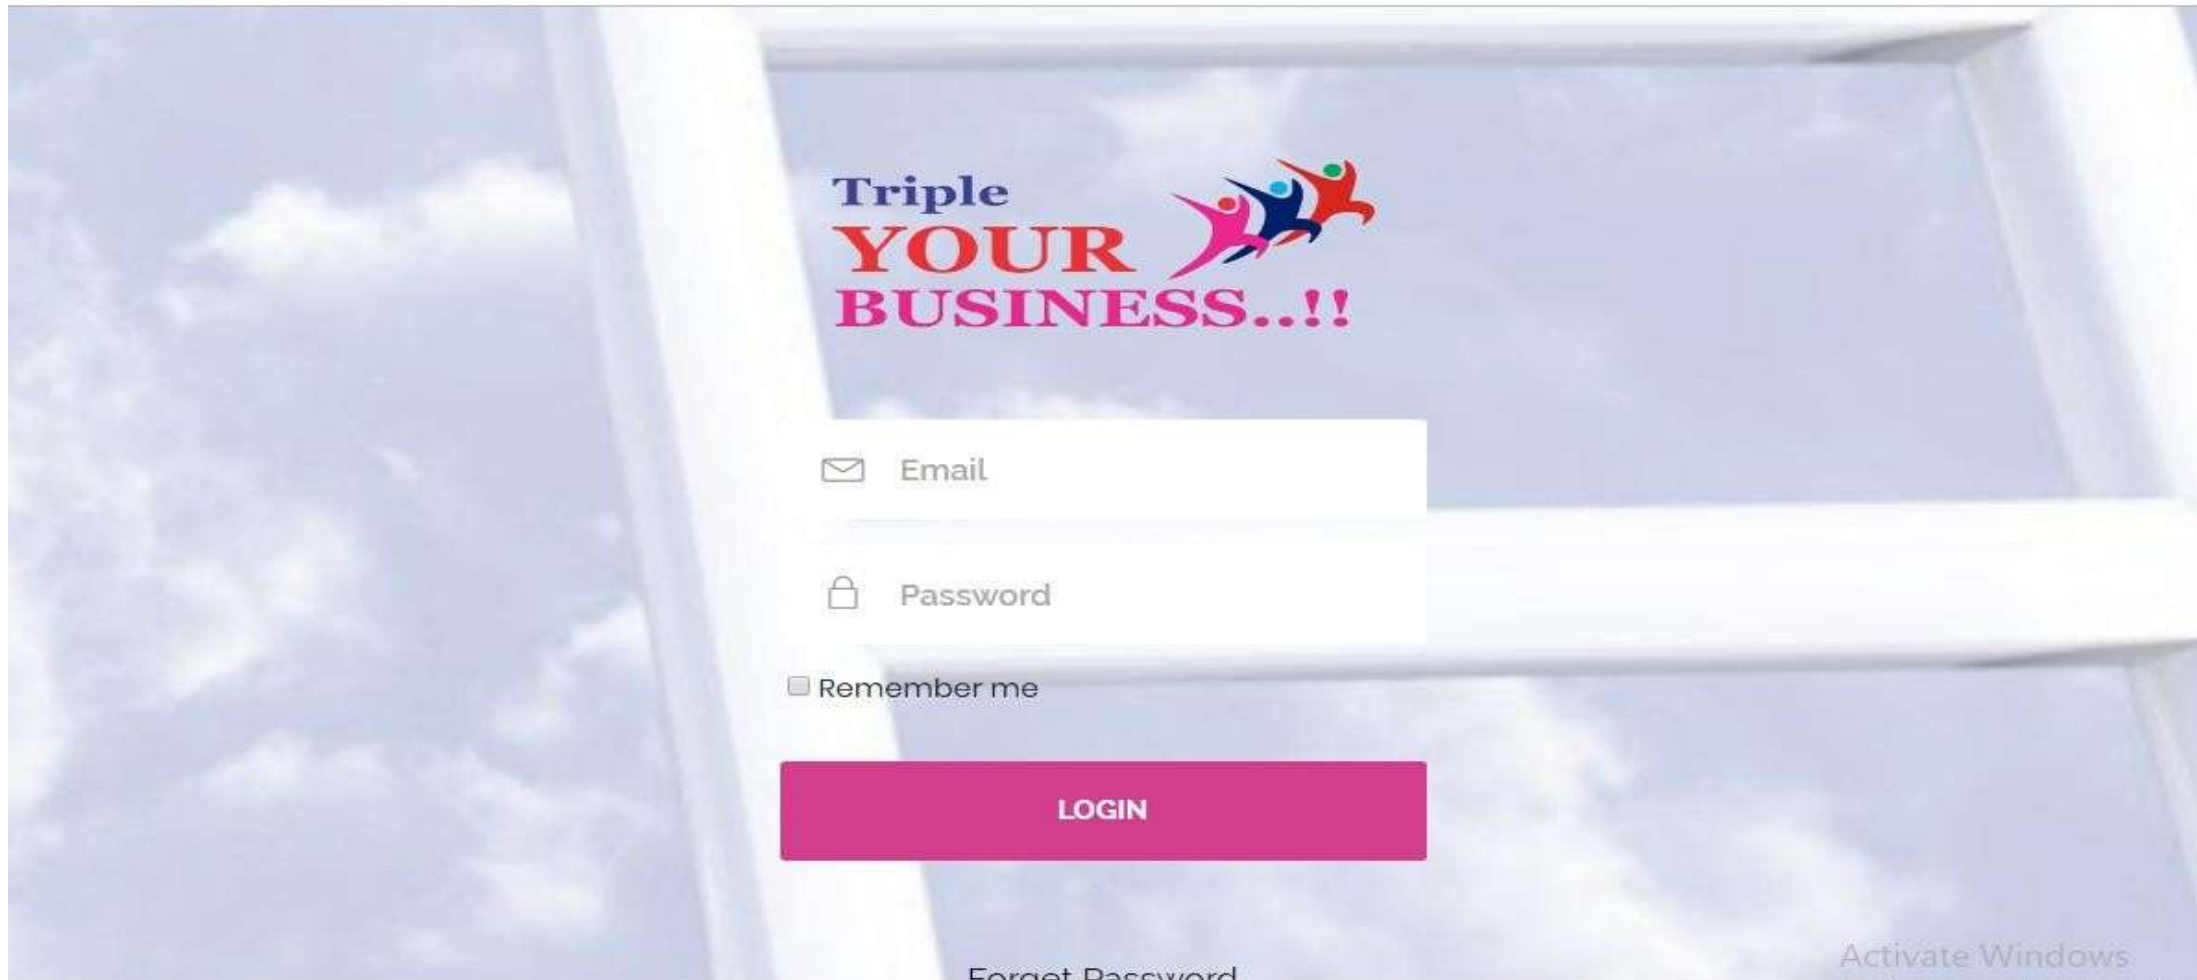 Triple
YOUR
BUSINESS..!!
Email
Password
Remember me
LOGIN
Forget Password
Activate Windows